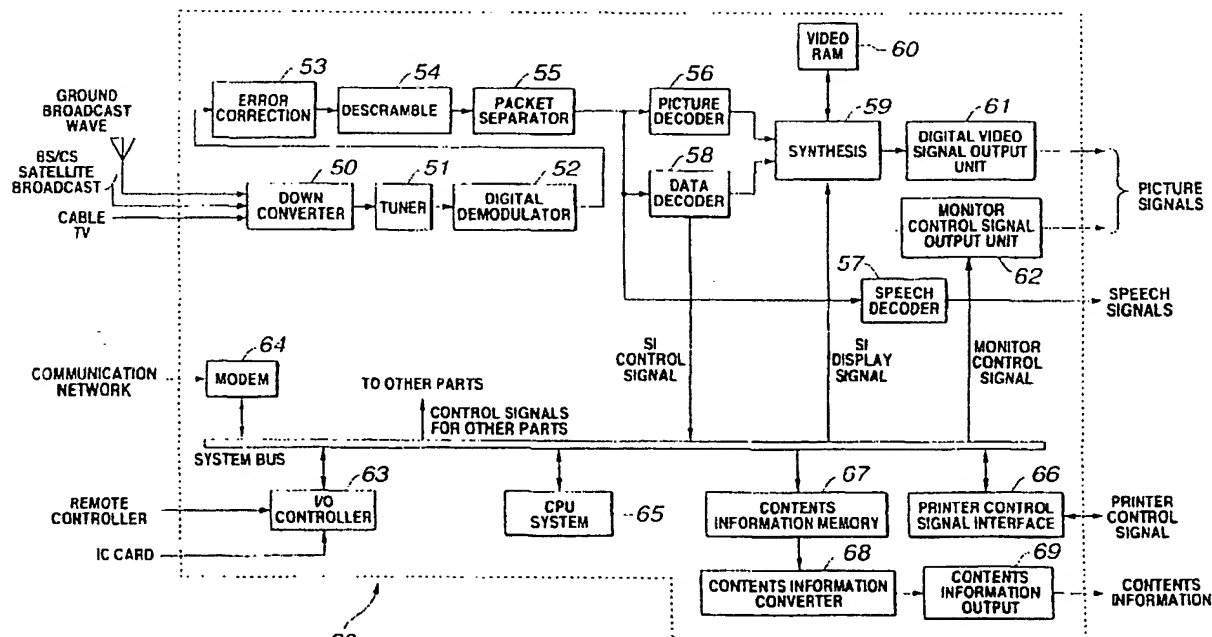 VIDEO
RAM
60
53
54
55
56
59
61
GROUND
BROADCAST
WAVE
ERROR
CORRECTION
DESCRAMBLE
PACKET
SEPARATOR
PICTURE
DECODER
SYNTHESIS
DIGITAL VIDEO
SIGNAL OUTPUT
UNIT
BS/CS
SATELLITE
BROADCAST
50
51
52
58
CABLE
TV
DOWN
CONVERTER
TUNER
DIGITAL
DEMODULATOR
DATA
DECODER
PICTURE
SIGNALS
MONITOR
CONTROL SIGNAL
OUTPUT UNIT
62
57
SPEECH
DECODER
SPEECH
SIGNALS
64
COMMUNICATION
NETWORK
MODEM
TO OTHER PARTS
CONTROL SIGNALS
FOR OTHER PARTS
SI
CONTROL
SIGNAL
SI
DISPLAY
SIGNAL
MONITOR
CONTROL
SIGNAL
SYSTEM BUS
63
67
66
REMOTE
CONTROLLER
I/O
CONTROLLER
CPU
SYSTEM
65
CONTENTS
INFORMATION MEMORY
PRINTER CONTROL
SIGNAL INTERFACE
PRINTER
CONTROL
SIGNAL
IC CARD
68
69
CONTENTS INFORMATION
CONVERTER
CONTENTS
INFORMATION
OUTPUT
CONTENTS
INFORMATION